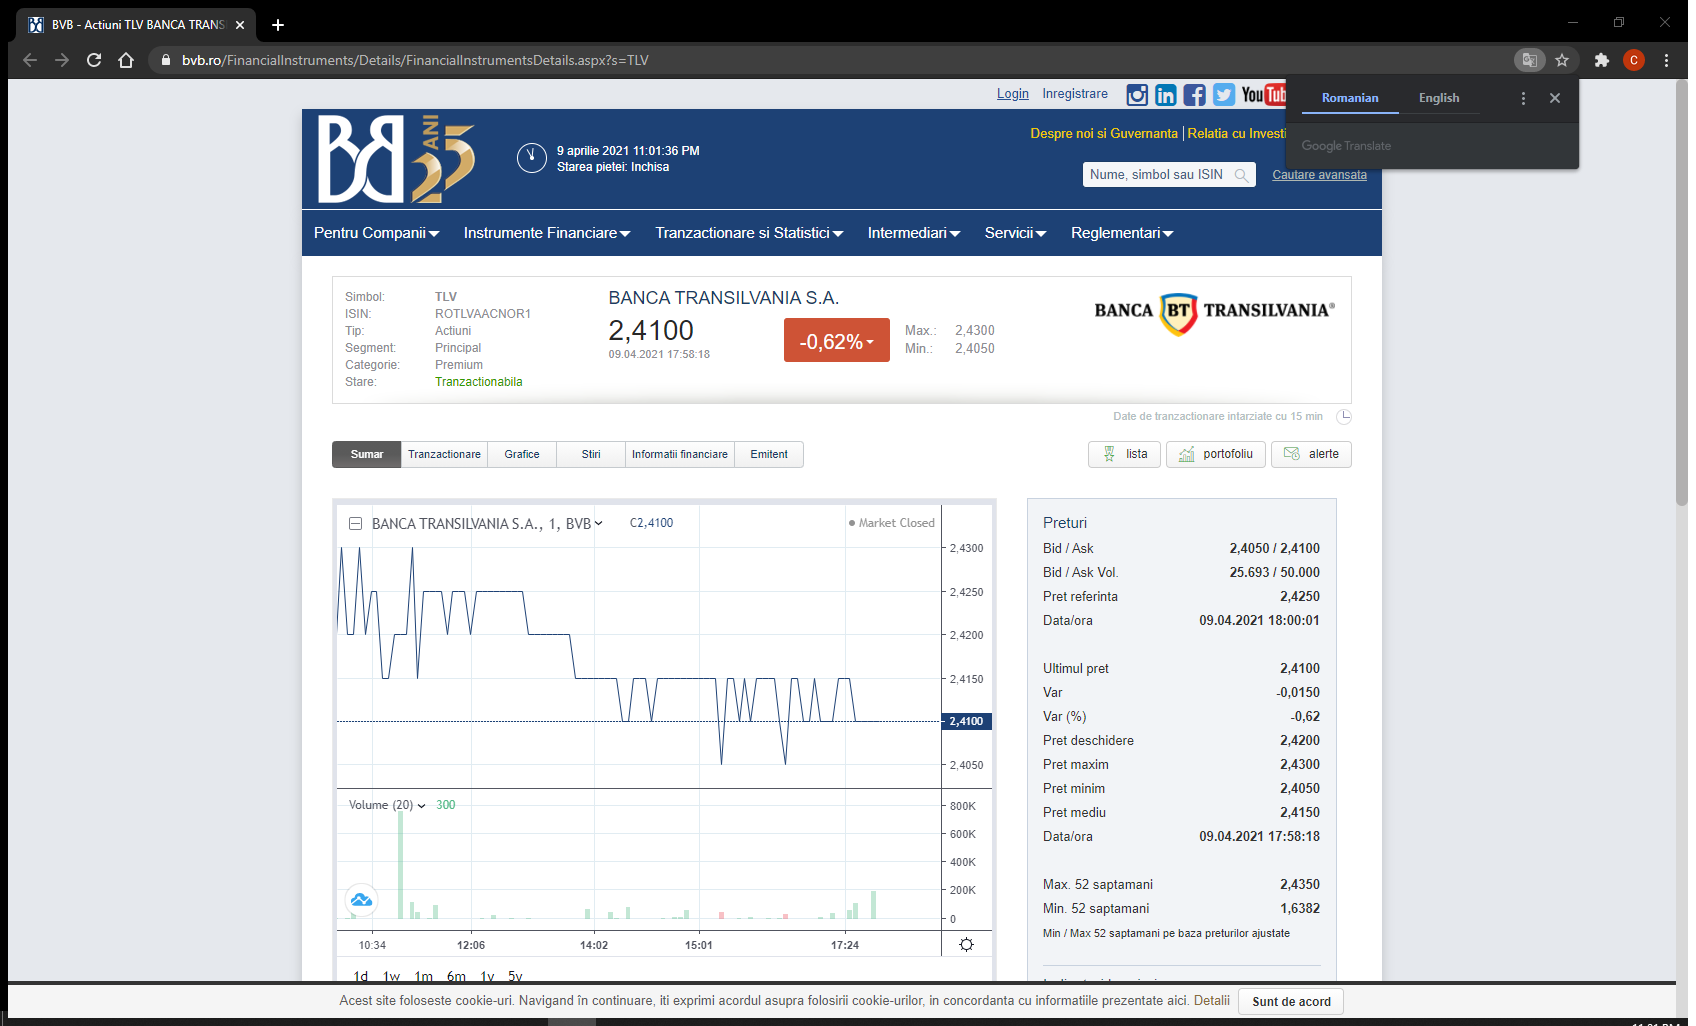 BVB - Actiuni TLV BANCA TRANS
bvb.ro/FinancialInstruments/Details/FinancialInstrumentsDetails.aspx?s=TLV
C
Login Inregistrare
YouTub
Romanian English
Google Translate
ANI
25
9 aprilie 2021 11:01:36 PM
Starea pietei: Inchisa
Despre noi si Guvernanta | Relatia cu Investi
Nume, simbol sau ISIN
Cautare avansata
Pentru Companii Instrumente Financiare Tranzactionare si Statistici Intermediari Servicii Reglementari
Simbol: TLV
ISIN: ROTLVAACNOR1
Tip: Actiuni
Segment: Principal
Categorie: Premium
Stare: Tranzactionabila
BANCA TRANSILVANIA S.A.
2,4100
09.04.2021 17:58:18
-0,62%
Max.: 2,4300
Min.: 2,4050
BANCA BT TRANSILVANIA®
Date de tranzactionare intarziate cu 15 min
Sumar Tranzactionare Grafice Stiri Informatii financiare Emitent
lista portofoliu alerte
BANCA TRANSILVANIA S.A., 1, BVB C2,4100
Market Closed
2,4300
2,4250
2,4200
2,4150
2,4100
2,4050
Volume (20) 300
800K
600K
400K
200K
0
10:34 12:06 14:02 15:01 17:24
1d 1w 1m 6m 1y 5y
Preturi
Bid / Ask 2,4050 / 2,4100
Bid / Ask Vol. 25.693 / 50.000
Pret referinta 2,4250
Data/ora 09.04.2021 18:00:01
Ultimul pret 2,4100
Var -0,0150
Var (%) -0,62
Pret deschidere 2,4200
Pret maxim 2,4300
Pret minim 2,4050
Pret mediu 2,4150
Data/ora 09.04.2021 17:58:18
Max. 52 saptamani 2,4350
Min. 52 saptamani 1,6382
Min / Max 52 saptamani pe baza preturilor ajustate
Acest site foloseste cookie-uri. Navigand în continuare, iti exprimi acordul asupra folosirii cookie-urilor, in concordanta cu informatiile prezentate aici. Detalii
Sunt de acord